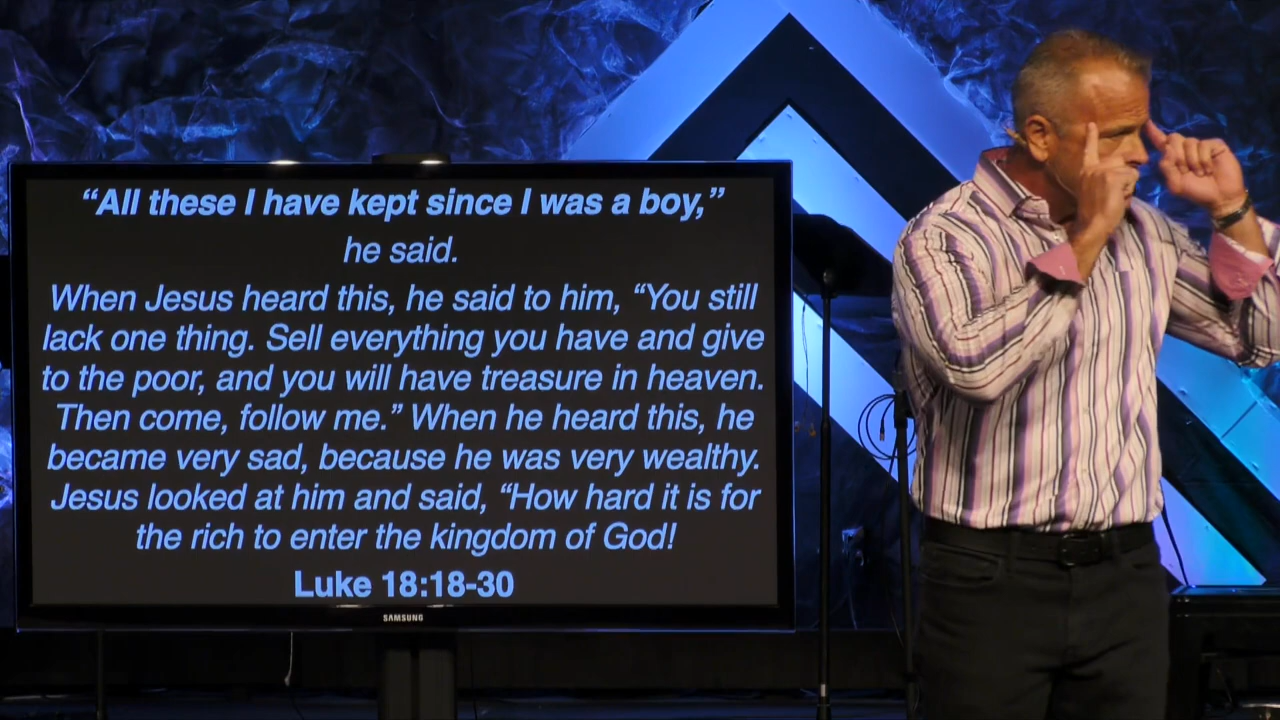 “All these I have kept since I was a boy,”
he said.
When Jesus heard this, he said to him, “You still
lack one thing. Sell everything you have and give
to the poor, and you will have treasure in heaven.
Then come, follow me.” When he heard this, he
became very sad, because he was very wealthy.
Jesus looked at him and said, “How hard it is for
the rich to enter the kingdom of God!
Luke 18:18-30
SAMSUNG